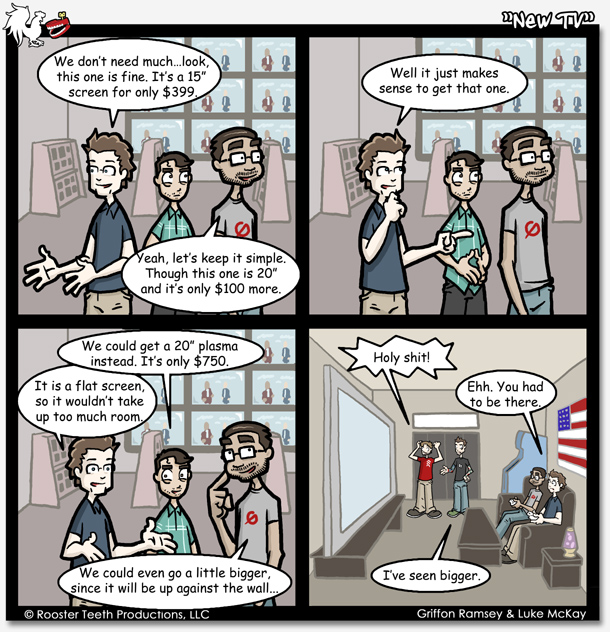 "New TV"
We don't need much...look,
this one is fine. It's a 15"
screen for only $399.
Yeah, let's keep it simple.
Though this one is 20"
and it's only $100 more.
Well it just makes
sense to get that one.
We could get a 20" plasma
instead. It's only $750.
It is a flat screen,
so it wouldn't take
up too much room.
We could even go a little bigger,
since it will be up against the wall...
Holy shit!
Ehh. You had
to be there.
I've seen bigger.
© Rooster Teeth Productions, LLC
Griffon Ramsey & Luke McKay